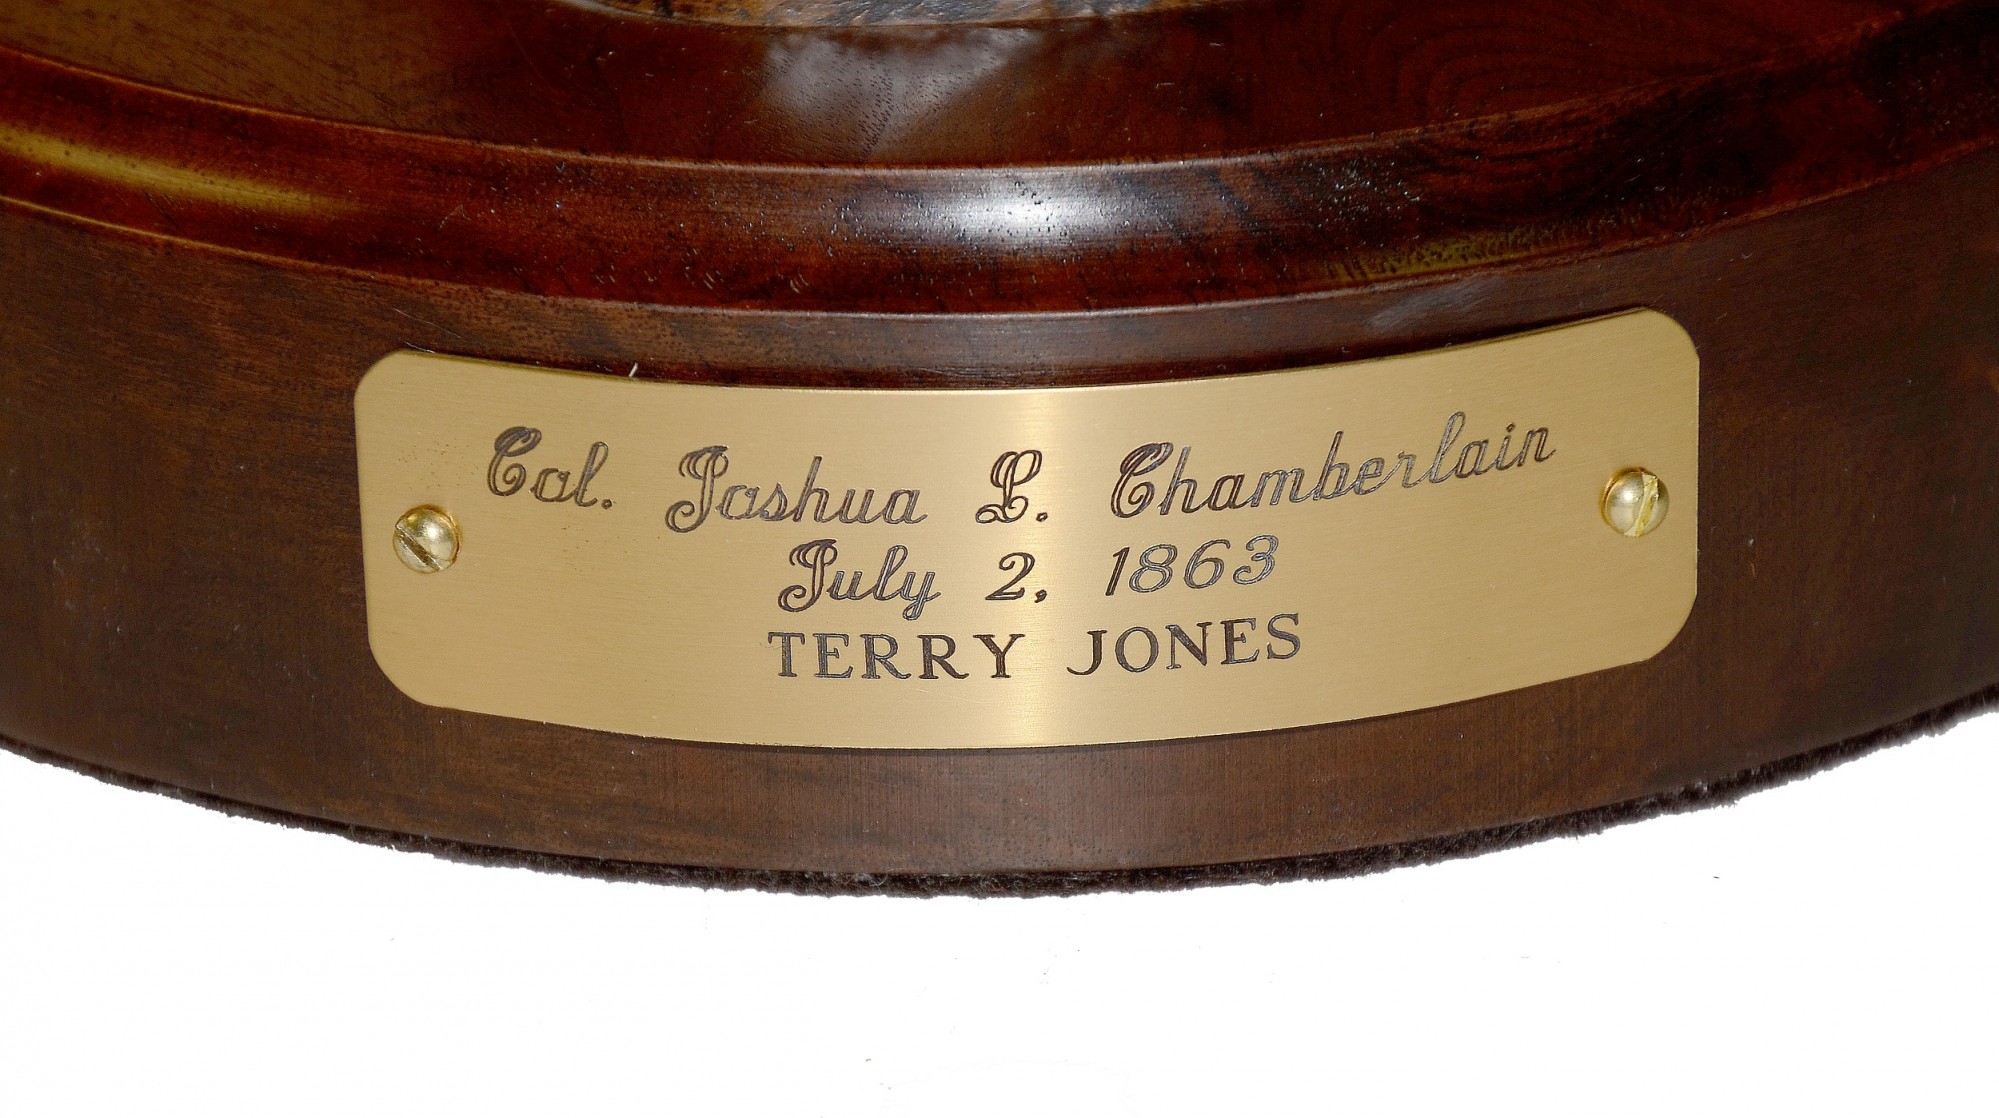 Col. Joshua L. Chamberlain
July 2, 1863
TERRY JONES